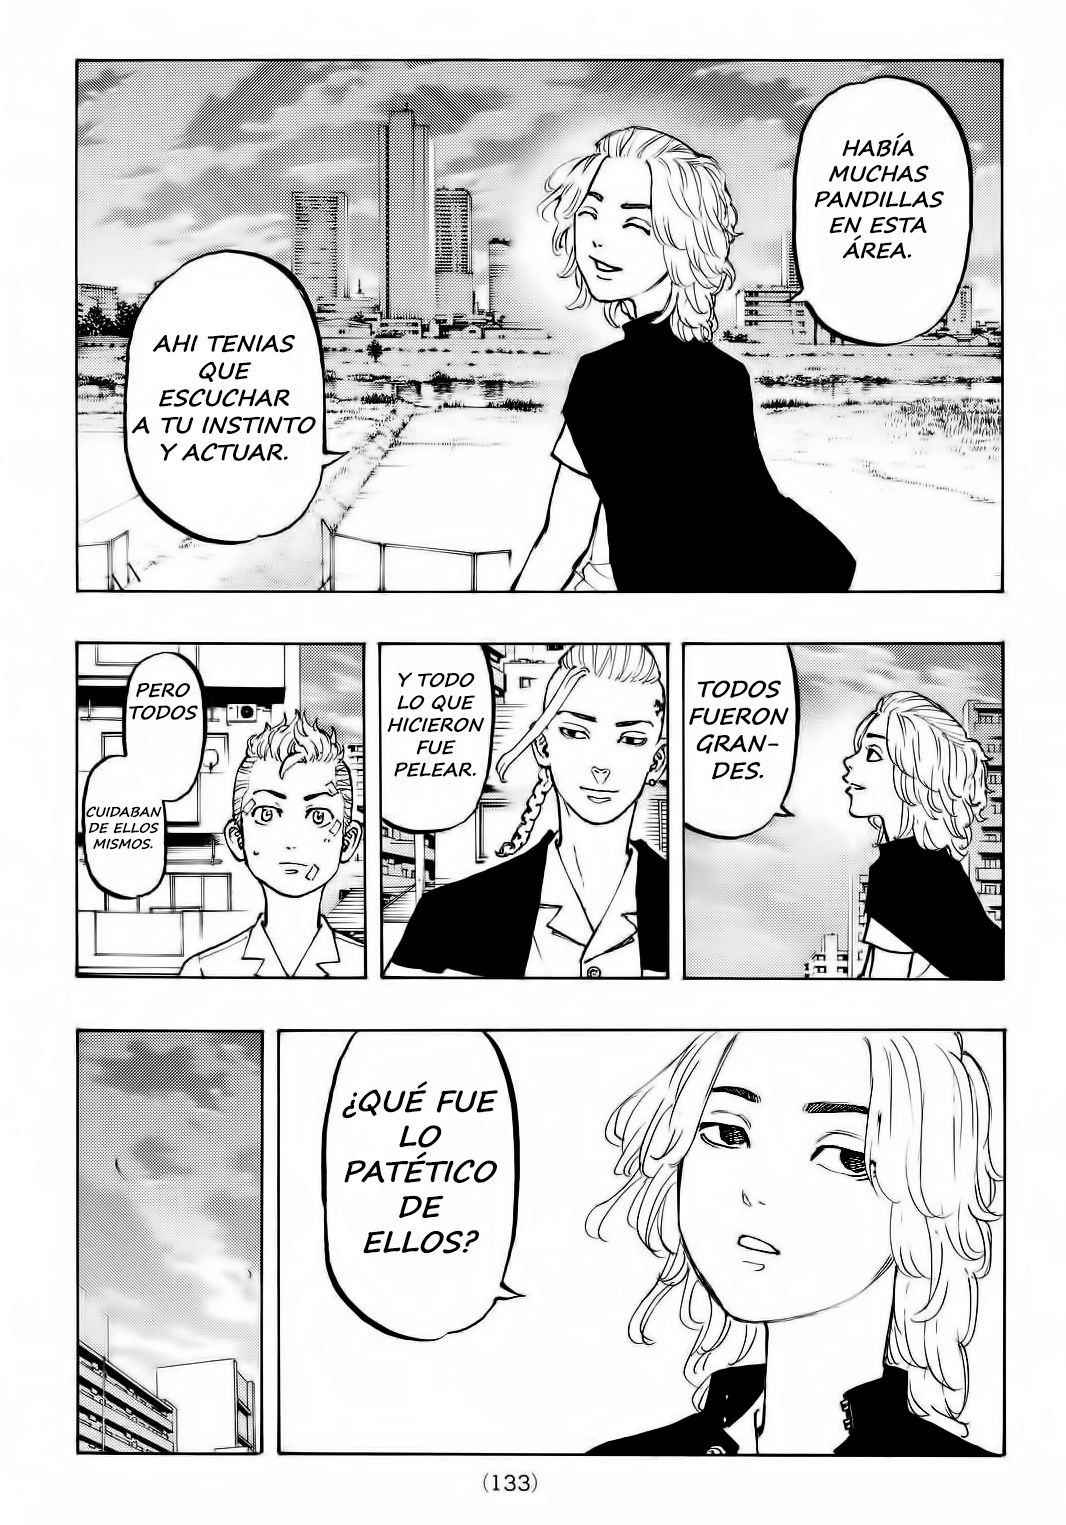 HABÍA
MUCHAS
PANDILLAS
EN ESTA
ÁREA.
AHI TENIAS
QUE
ESCUCHAR
A TU INSTINTO
Y ACTUAR.
TODOS
FUERON
GRAN-
DES.
Y TODO
LO QUE
HICIERON
FUE
PELEAR.
PERO
TODOS
CUIDABAN
DE ELLOS
MISMOS.
¿QUÉ FUE
LO
PATÉTICO
DE
ELLOS?
(133)